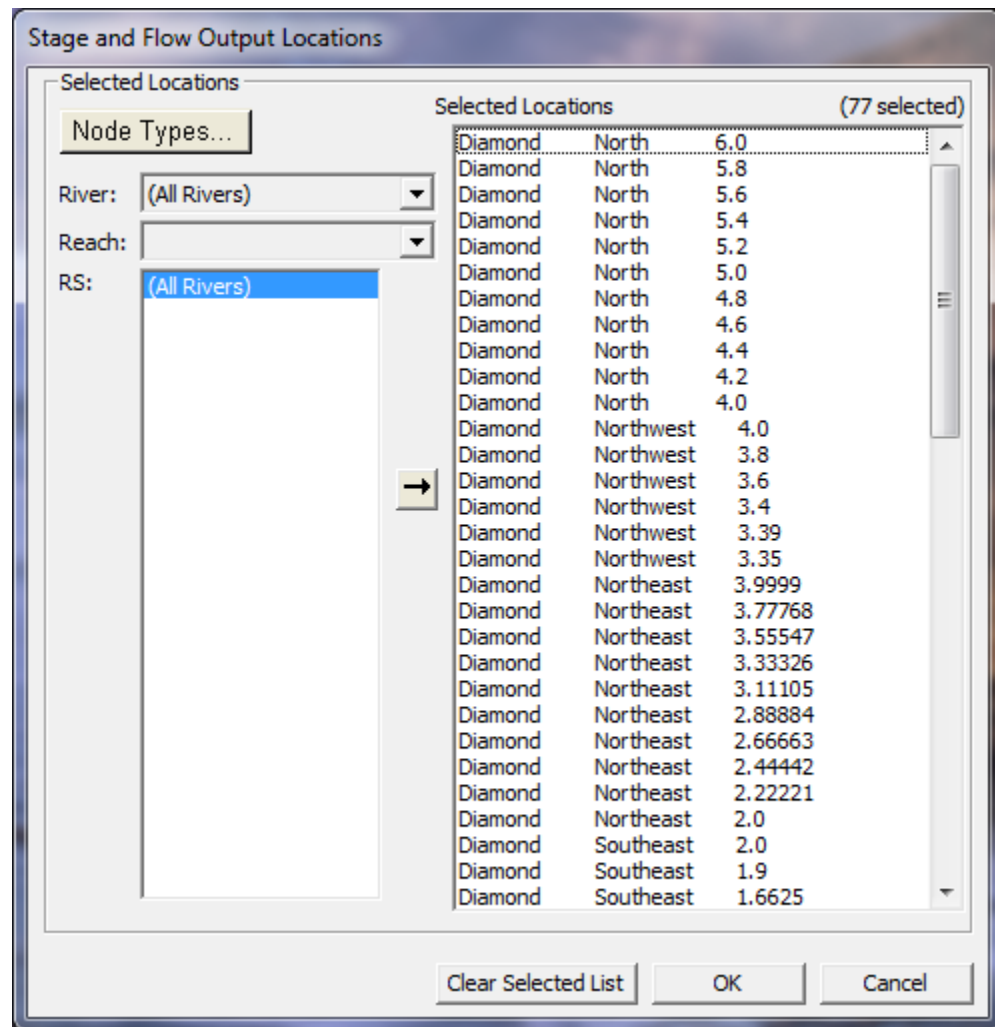 Stage and Flow Output Locations
Selected Locations
Node Types...
River: (All Rivers)
Reach:
RS: (All Rivers)
Selected Locations (77 selected)
Diamond North 6.0
Diamond North 5.8
Diamond North 5.6
Diamond North 5.4
Diamond North 5.2
Diamond North 5.0
Diamond North 4.8
Diamond North 4.6
Diamond North 4.4
Diamond North 4.2
Diamond North 4.0
Diamond Northwest 4.0
Diamond Northwest 3.8
Diamond Northwest 3.6
Diamond Northwest 3.4
Diamond Northwest 3.39
Diamond Northwest 3.35
Diamond Northeast 3.9999
Diamond Northeast 3.77768
Diamond Northeast 3.55547
Diamond Northeast 3.33326
Diamond Northeast 3.11105
Diamond Northeast 2.88884
Diamond Northeast 2.66663
Diamond Northeast 2.44442
Diamond Northeast 2.22221
Diamond Northeast 2.0
Diamond Southeast 2.0
Diamond Southeast 1.9
Diamond Southeast 1.6625
Clear Selected List OK Cancel